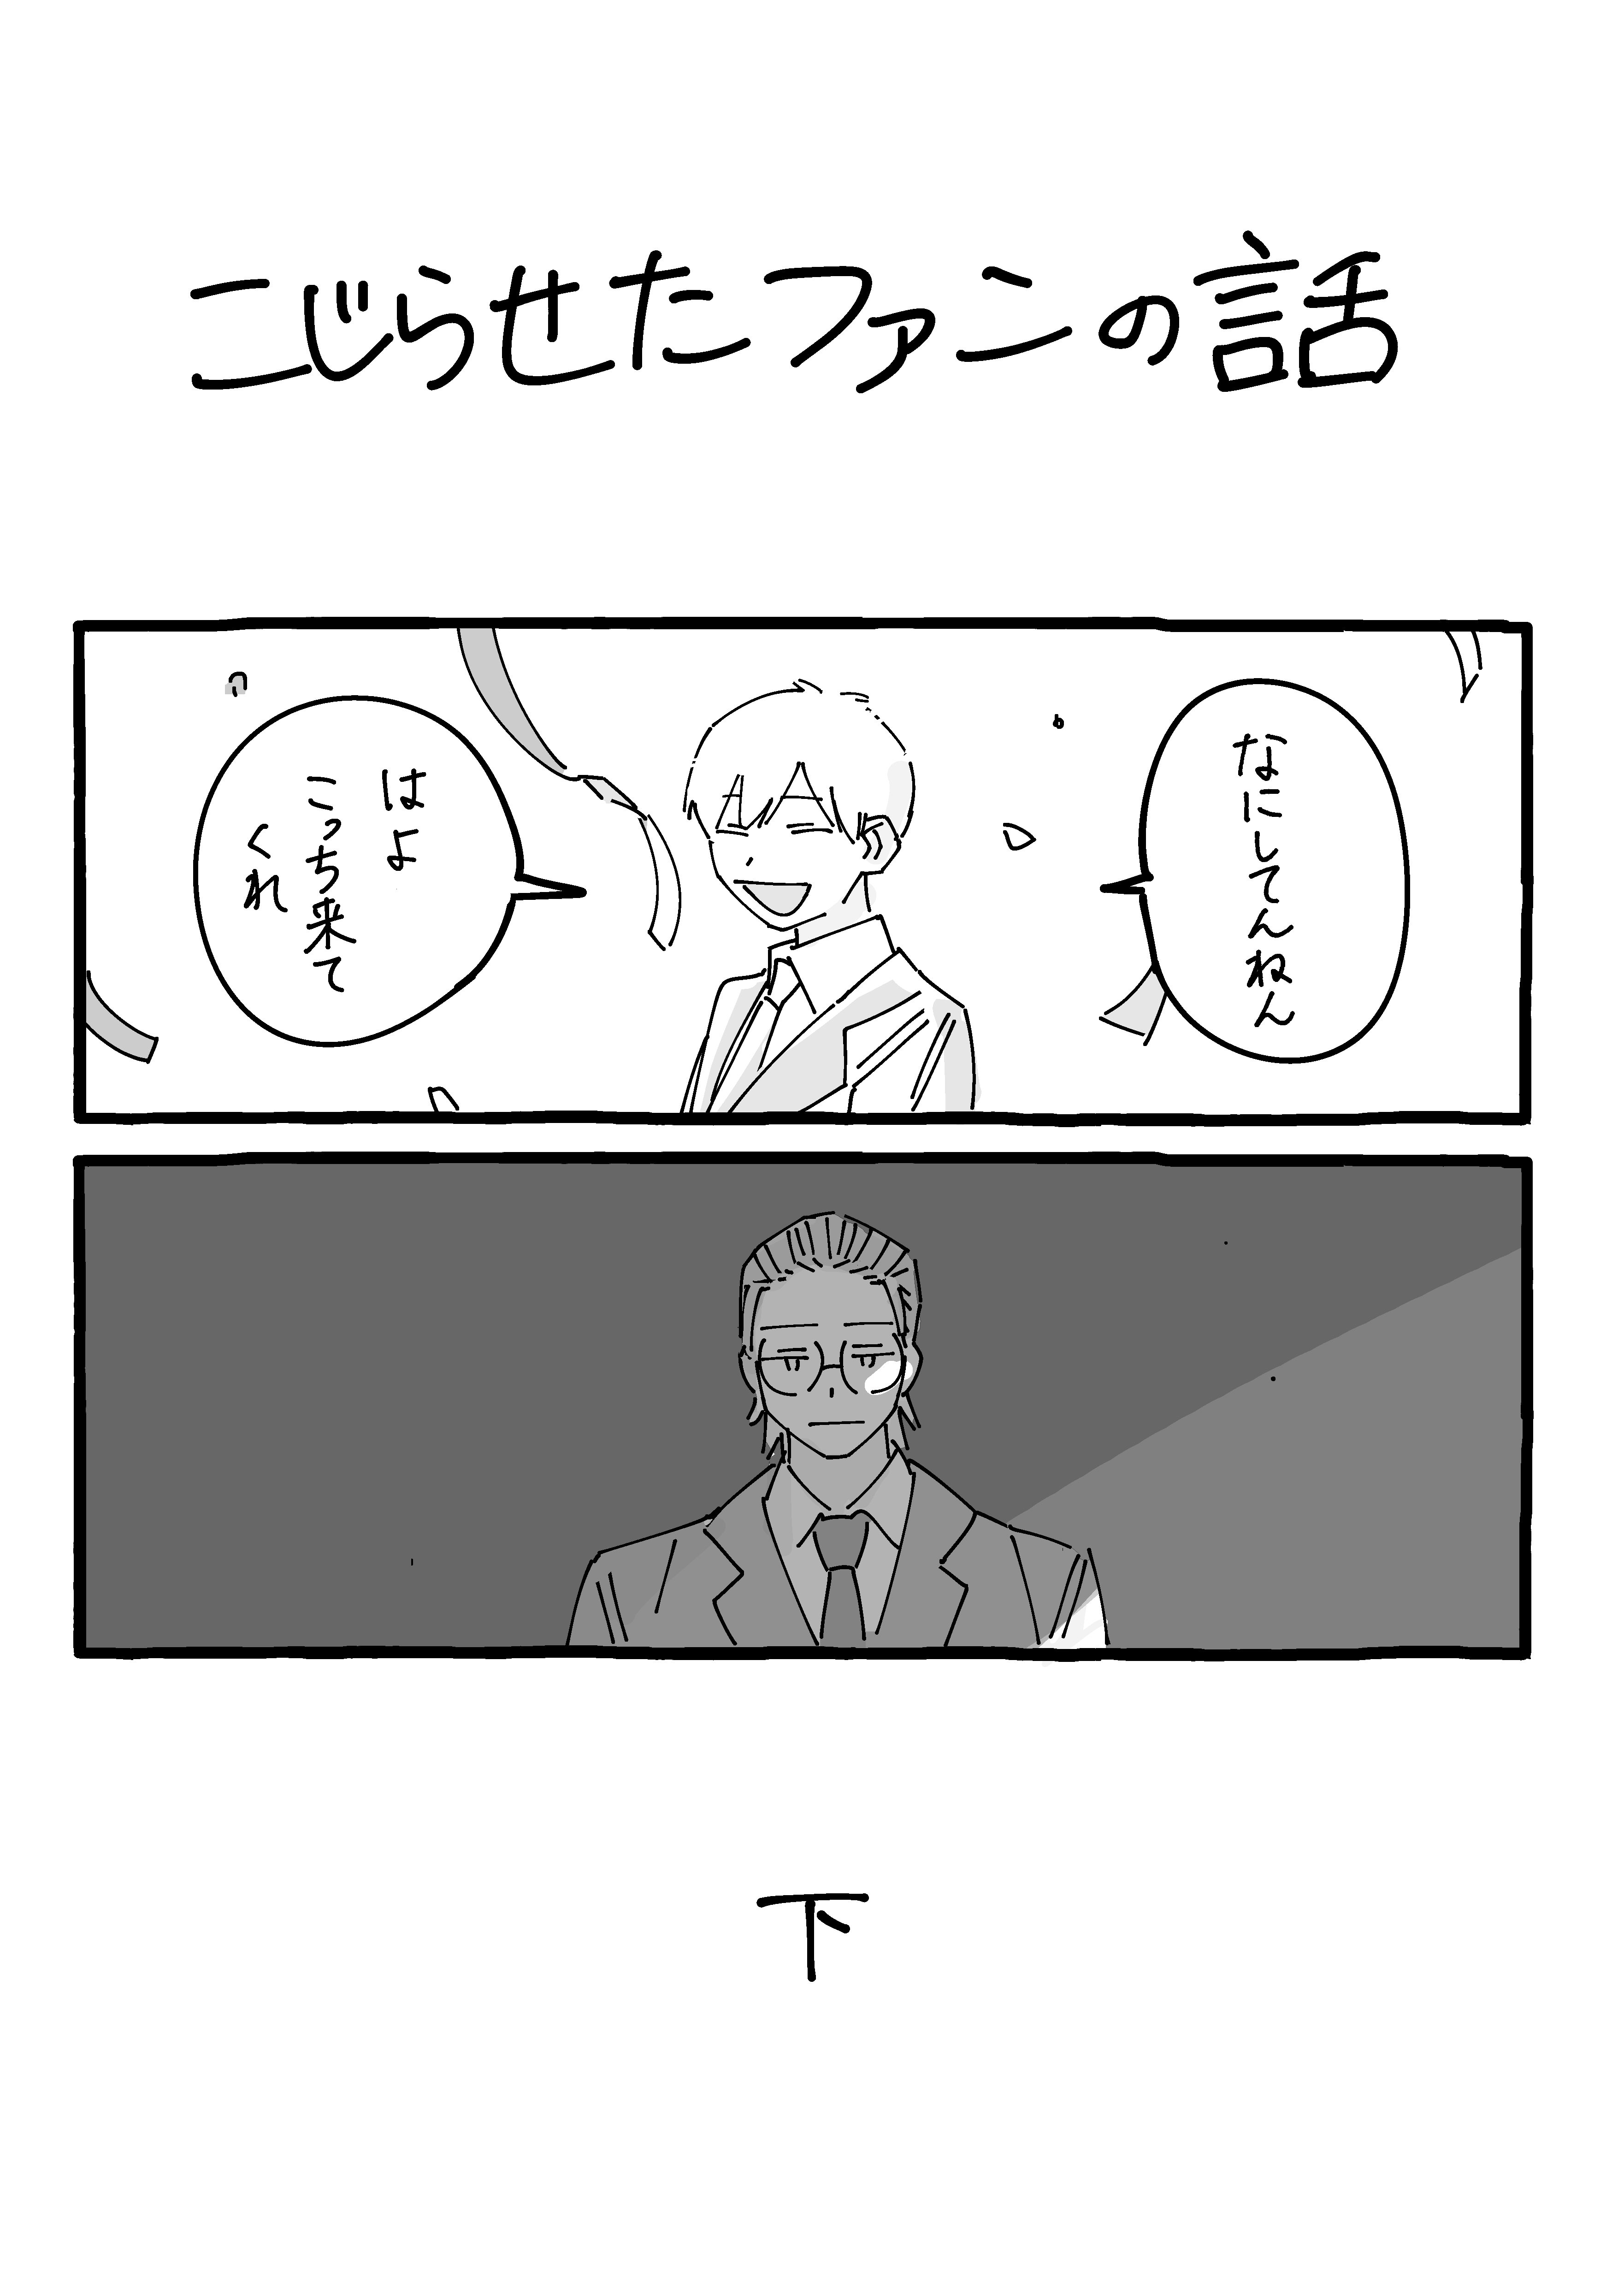 こじらせたファンの話
なにしてんねん
はよ
こっち来て
くれ
下